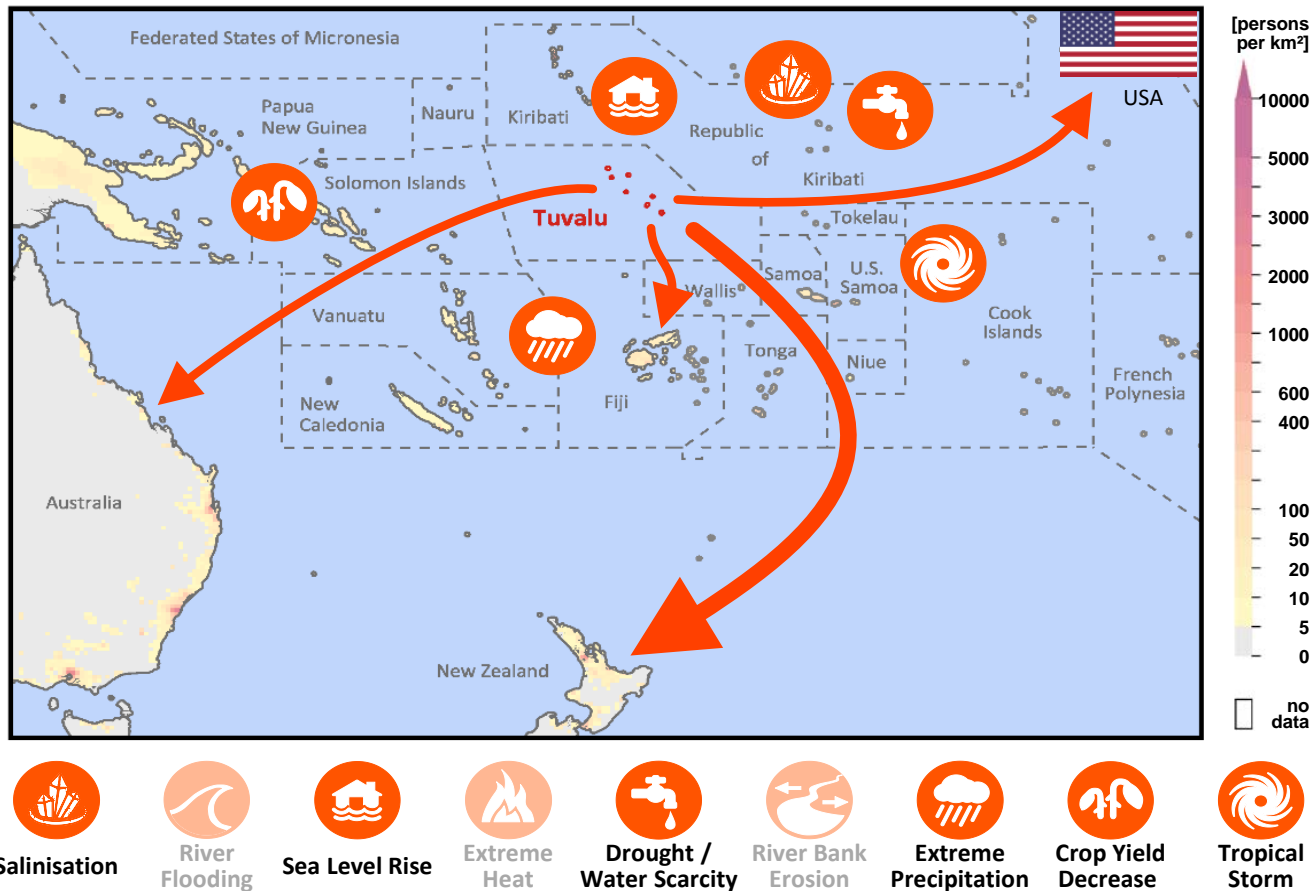 Federated States of Micronesia
[persons
per km²]
USA
Papua
New Guinea
Nauru
Kiribati
Republic
of
Kiribati
Solomon Islands
Tuvalu
Tokelau
Samoa
U.S.
Samoa
Wallis
Vanuatu
Cook
Islands
Tonga
Niue
French
Polynesia
New
Caledonia
Fiji
Australia
New Zealand
10000
5000
3000
2000
1000
600
400
100
50
20
10
5
0
no
data
Salinisation
River
Flooding
Sea Level Rise
Extreme
Heat
Drought /
Water Scarcity
River Bank
Erosion
Extreme
Precipitation
Crop Yield
Decrease
Tropical
Storm